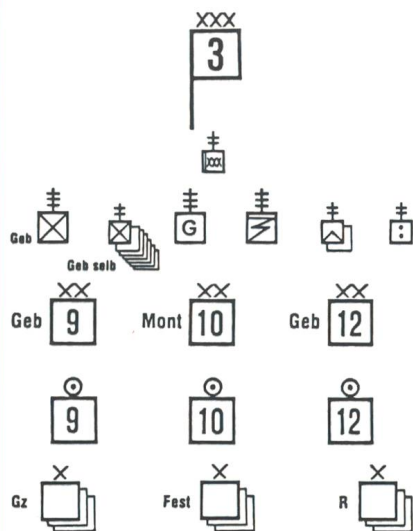 XXX
3
XXX
G
Geb
Geb selb
XX XX XX
Geb 9 Mont 10 Geb 12
9 10 12
X X X
Gz Fest R